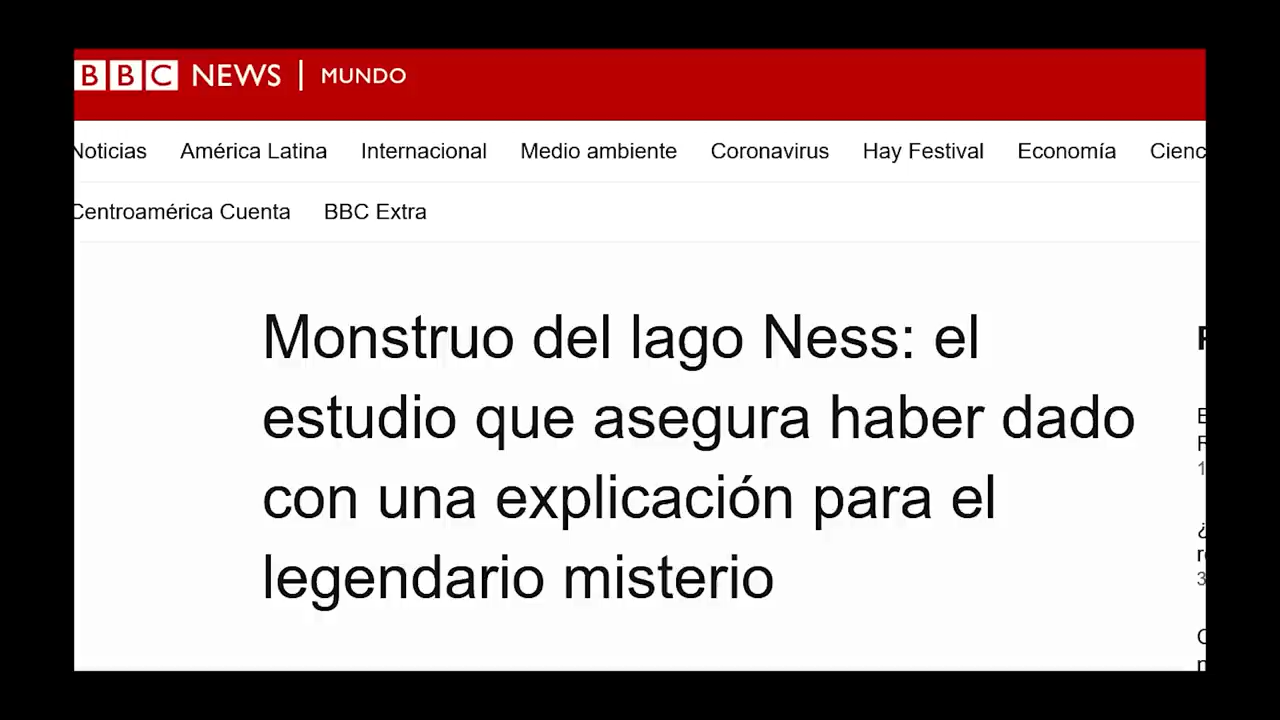 BBC NEWS | MUNDO
Noticias América Latina Internacional Medio ambiente Coronavirus Hay Festival Economía
Centroamérica Cuenta BBC Extra
Monstruo del lago Ness: el
estudio que asegura haber dado
con una explicación para el
legendario misterio